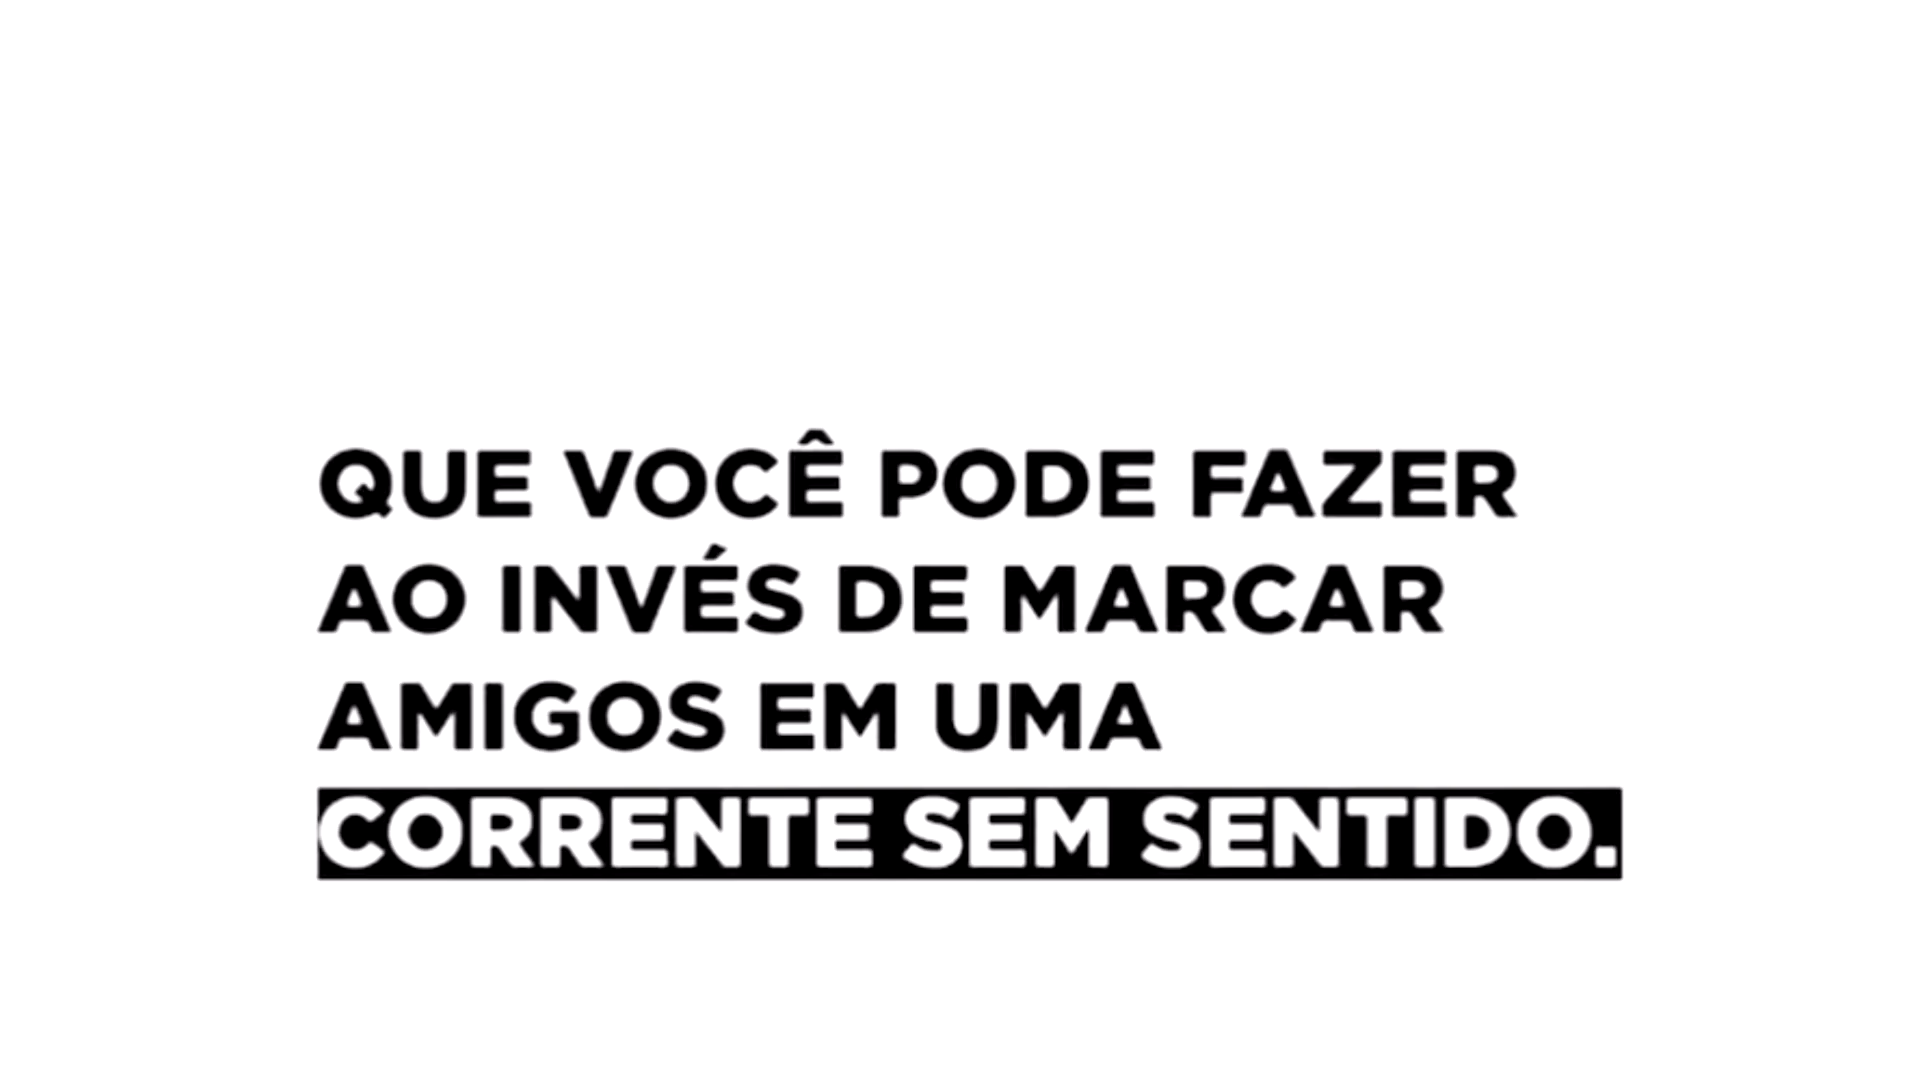 QUE VOCÊ PODE FAZER
AO INVÉS DE MARCAR
AMIGOS EM UMA
CORRENTE SEM SENTIDO.